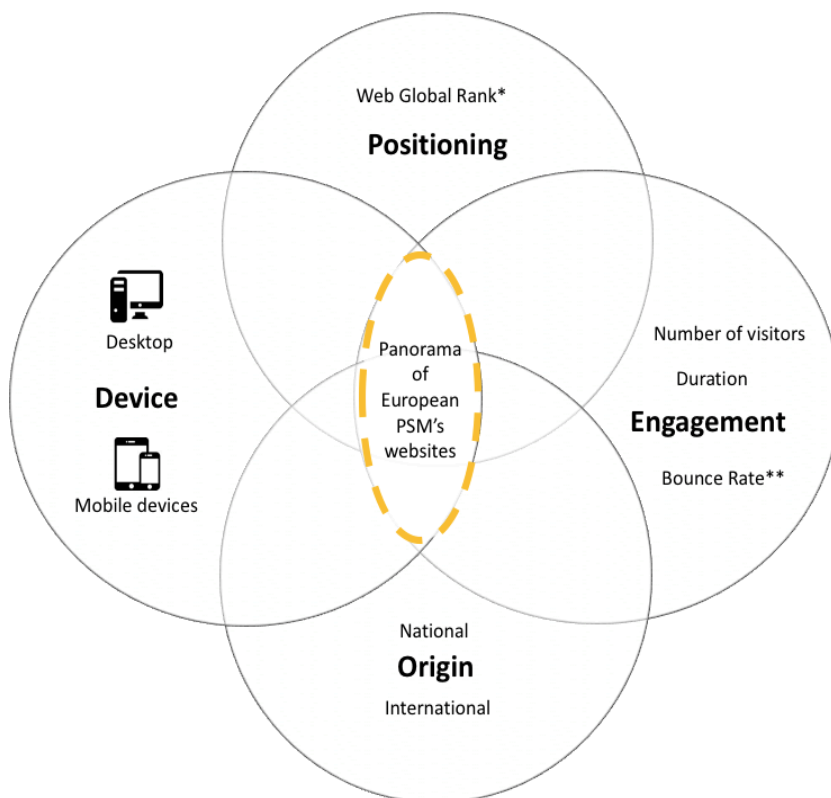 Web Global Rank*
Positioning
Desktop
Device
Mobile devices
Panorama
of
European
PSM's
websites
Number of visitors
Duration
Engagement
Bounce Rate**
National
Origin
International